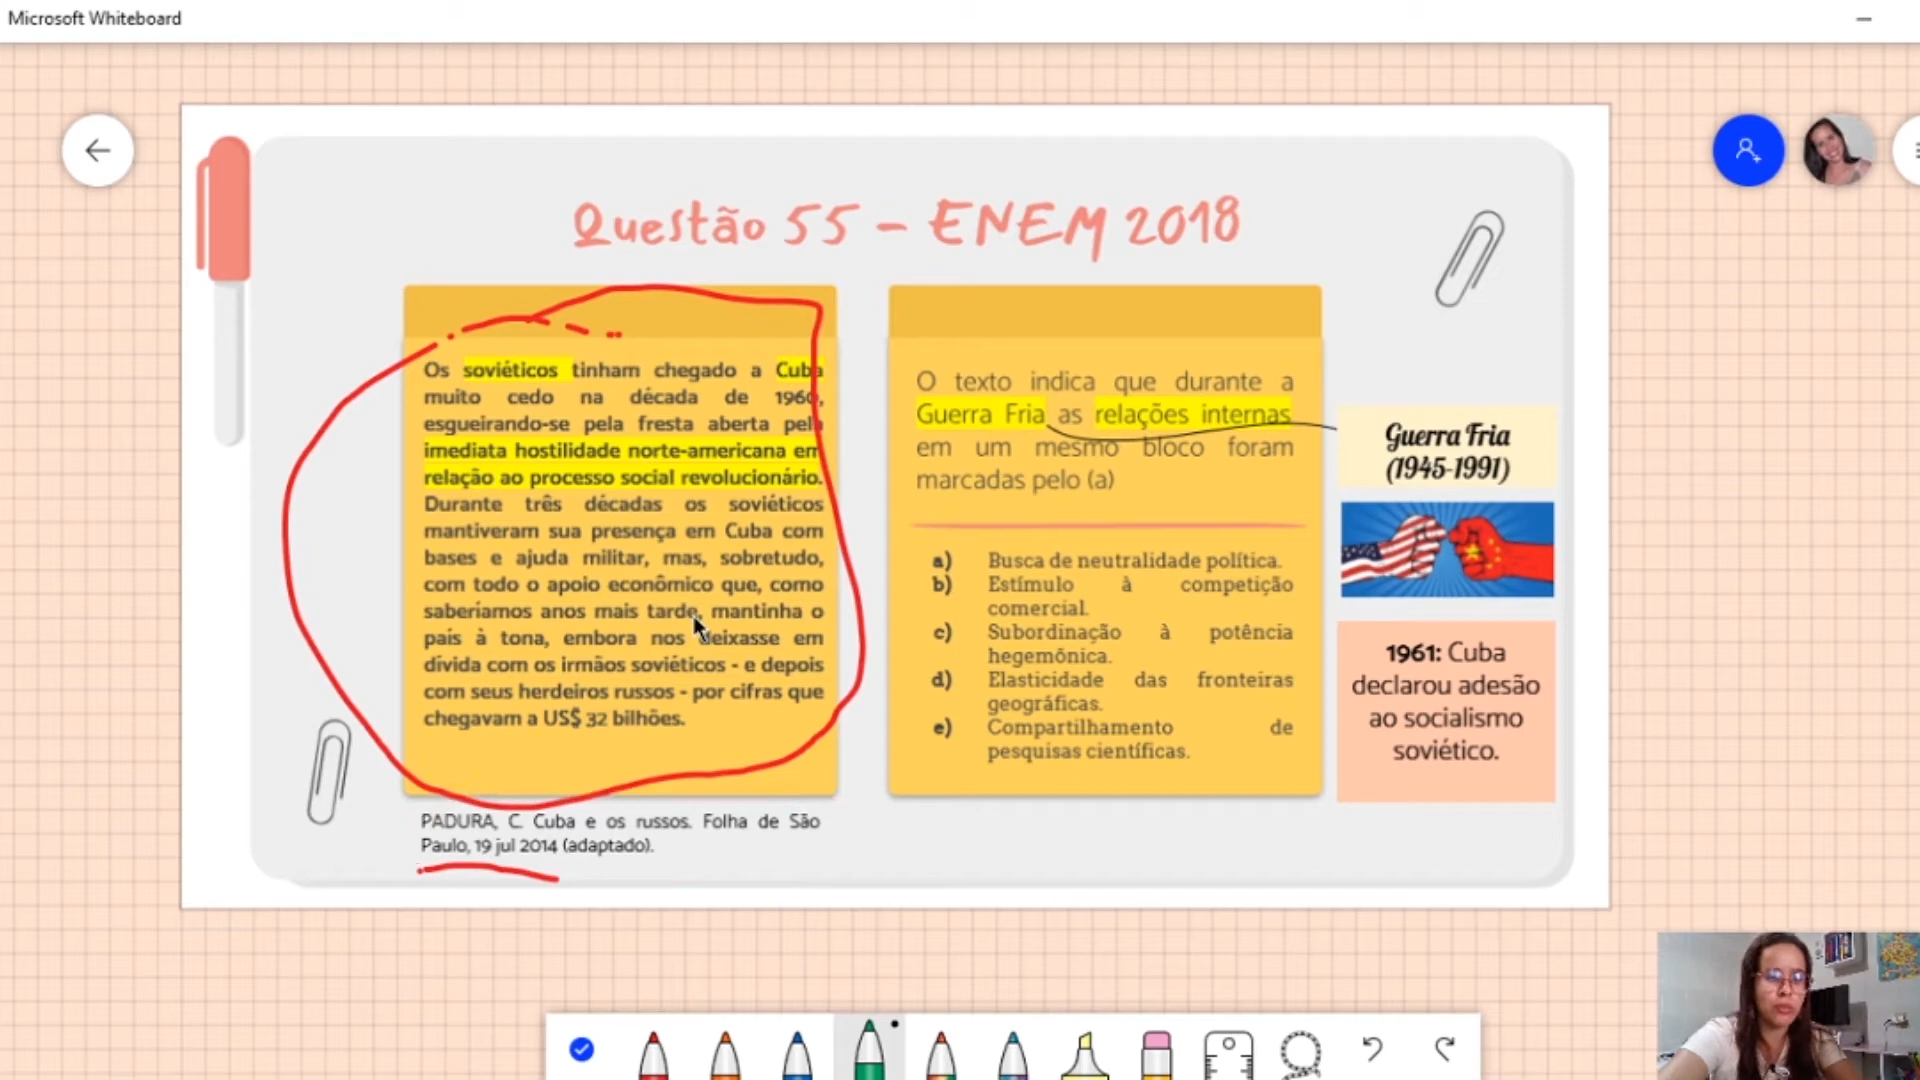 Microsoft Whiteboard
Questão 55 - ENEM 2018
Os soviéticos tinham chegado a Cuba
muito cedo na década de 1960,
esgueirando-se pela fresta aberta pela
imediata hostilidade norte-americana em
relação ao processo social revolucionário.
Durante três décadas os soviéticos
mantiveram sua presença em Cuba com
bases e ajuda militar, mas, sobretudo,
com todo o apoio econômico que, como
saberíamos anos mais tarde, mantinha o
país à tona, embora nos deixasse em
dívida com os irmãos soviéticos - e depois
com seus herdeiros russos - por cifras que
chegavam a US$ 32 bilhões.
PADURA, C. Cuba e os russos. Folha de São
Paulo, 19 jul 2014 (adaptado).
O texto indica que durante a
Guerra Fria as relações internas
em um mesmo bloco foram
marcadas pelo (a)
a) Busca de neutralidade política.
b) Estímulo à competição
comercial.
c) Subordinação à potência
hegemônica.
d) Elasticidade das fronteiras
geográficas.
e) Compartilhamento de
pesquisas científicas.
Guerra Fria
(1945-1991)
1961: Cuba
declarou adesão
ao socialismo
soviético.